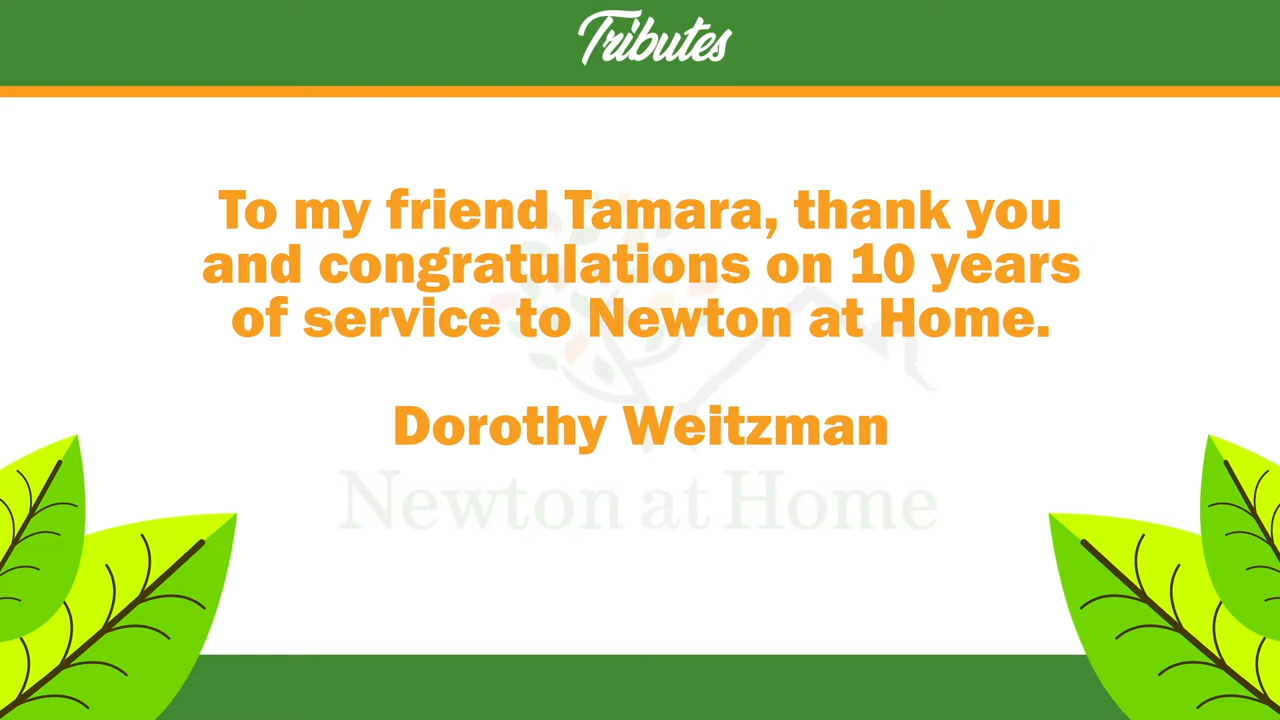 Tributes
To my friend Tamara, thank you
and congratulations on 10 years
of service to Newton at Home.
Dorothy Weitzman
Newton at Home